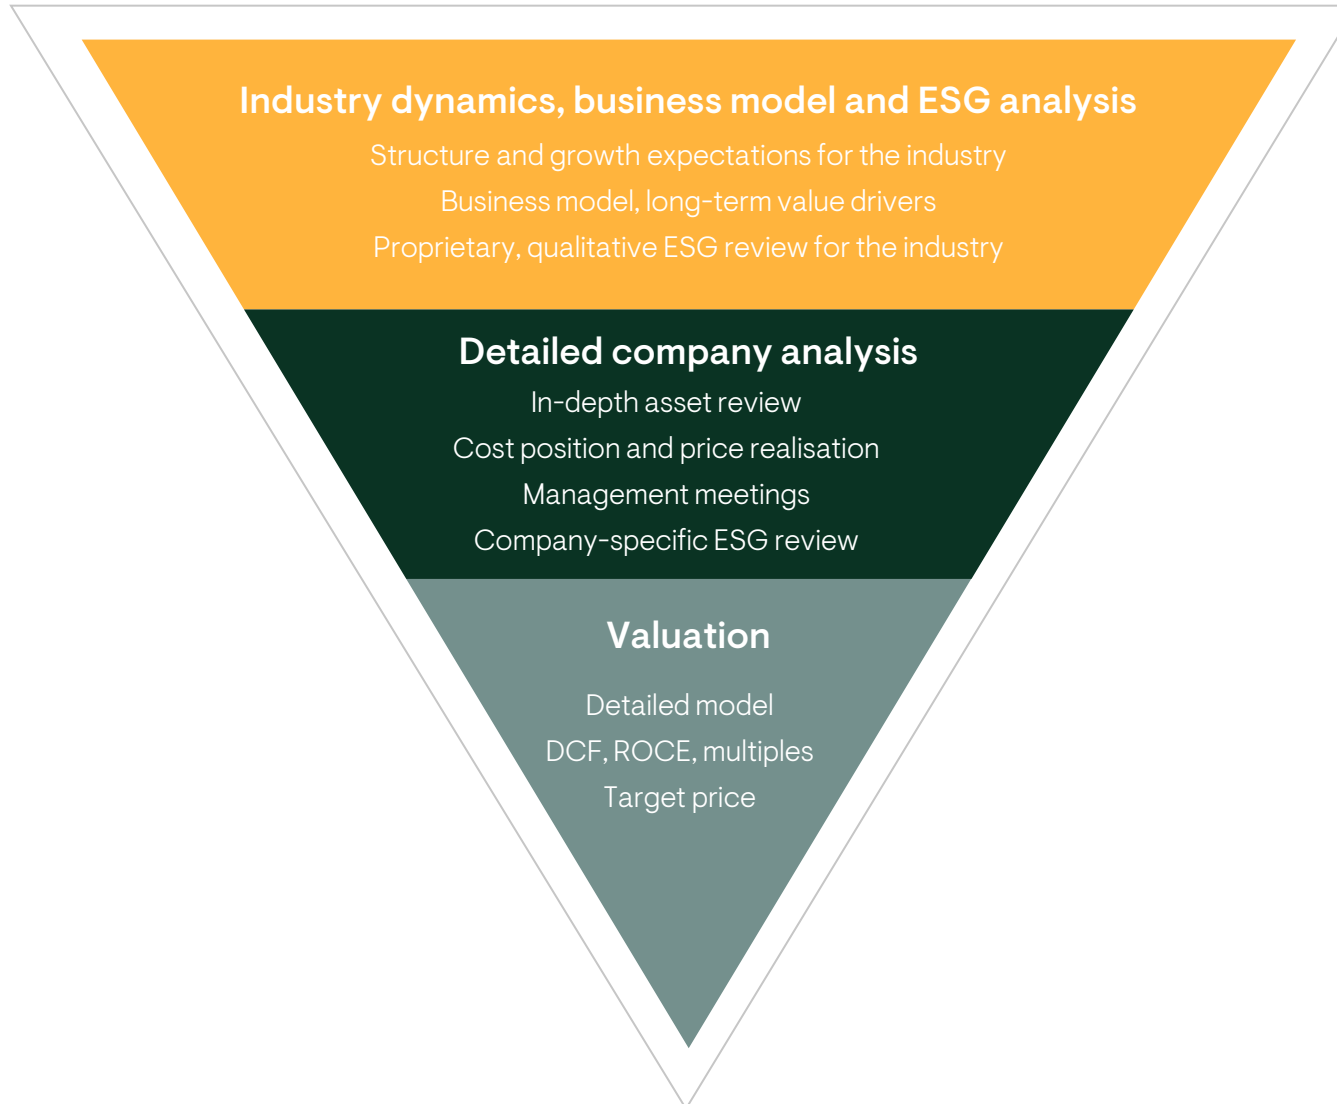 Industry dynamics, business model and ESG analysis
Structure and growth expectations for the industry
Business model, long-term value drivers
Proprietary, qualitative ESG review for the industry
Detailed company analysis
In-depth asset review
Cost position and price realisation
Management meetings
Company-specific ESG review
Valuation
Detailed model
DCF, ROCE, multiples
Target price